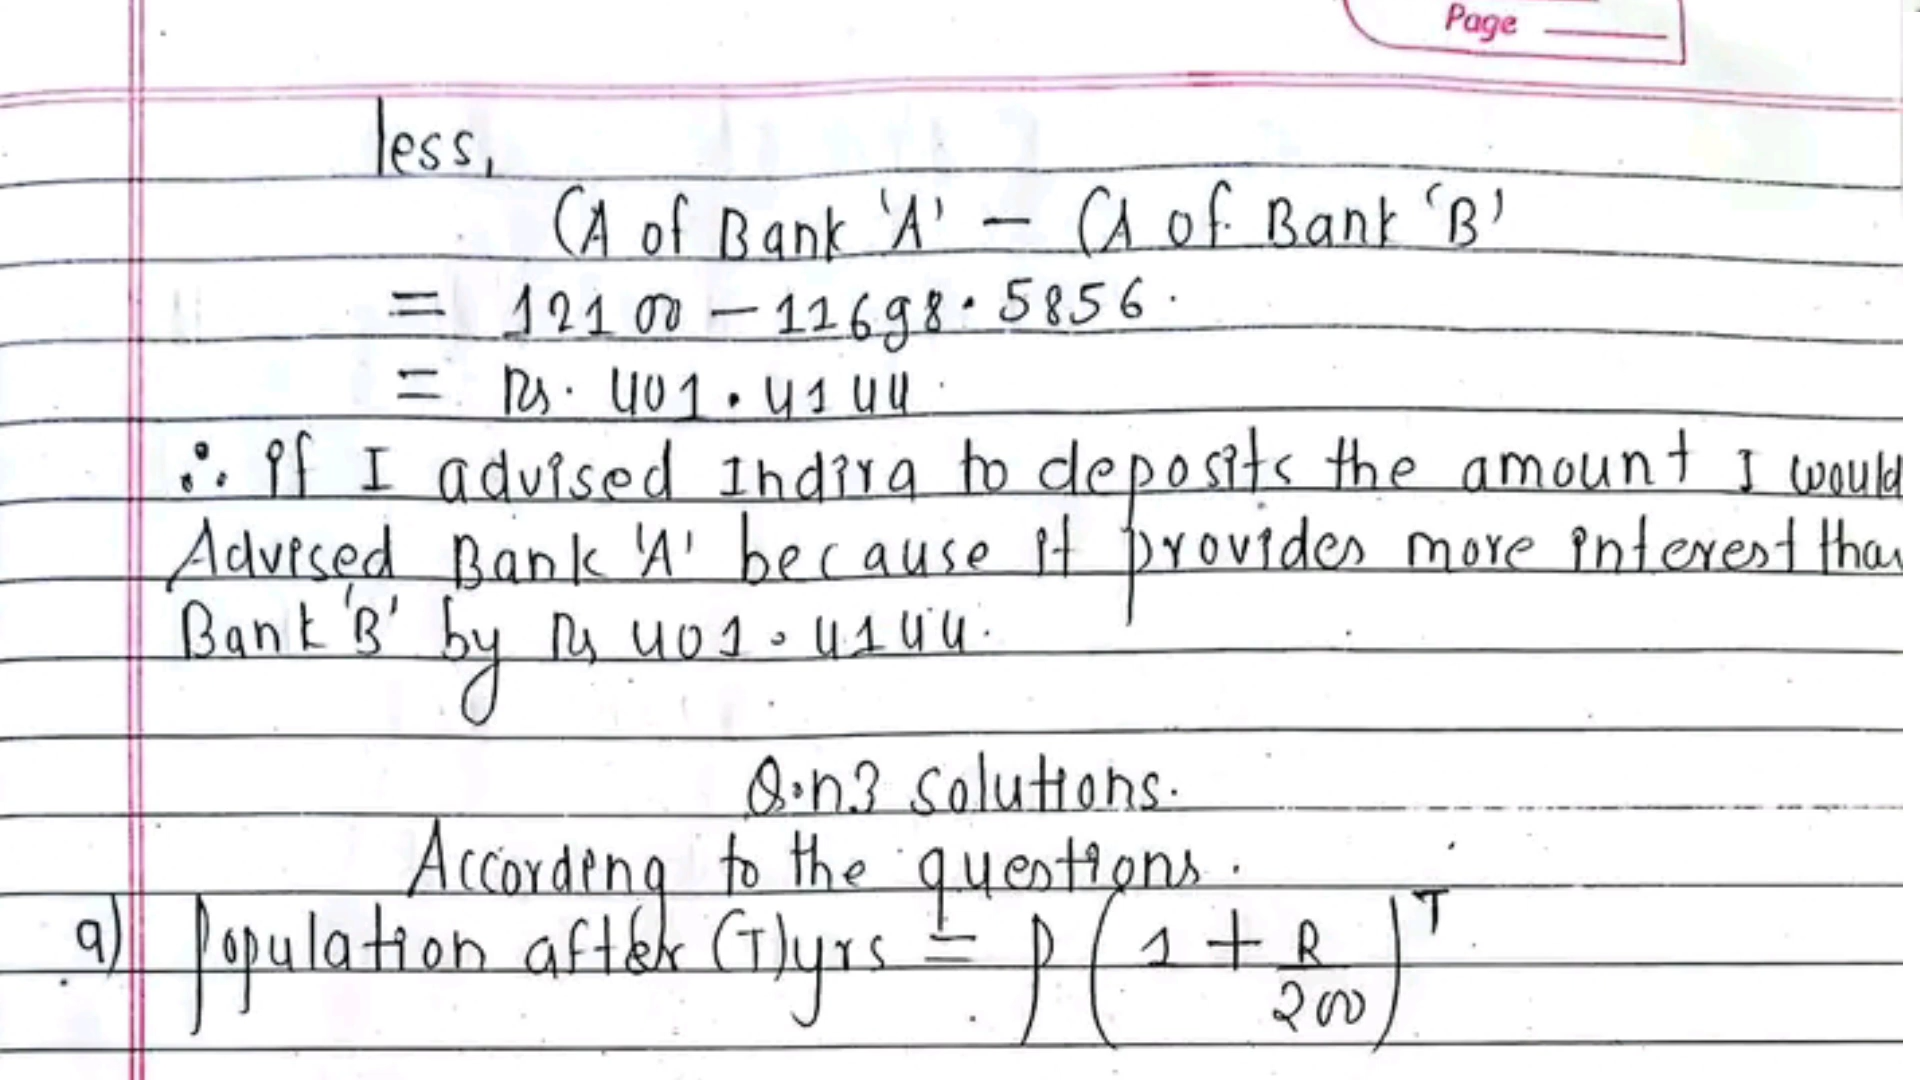 Page
less,
CA of Bank 'A' - CA of Bank 'B'
= 12100 - 11698.5856.
= Rs. 401.4144.
∴ if I advised Indira to deposits the amount I would
Advised Bank 'A' because it provides more interest than
Bank 'B' by Rs 401.4144.
Q.n3 solutions.
According to the questions.
a) Population after (T)yrs = P(1 + R/200)^T